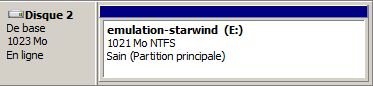 Disque 2
De base
1023 Mo
En ligne
emulation-starwind (E:)
1021 Mo NTFS
Sain (Partition principale)